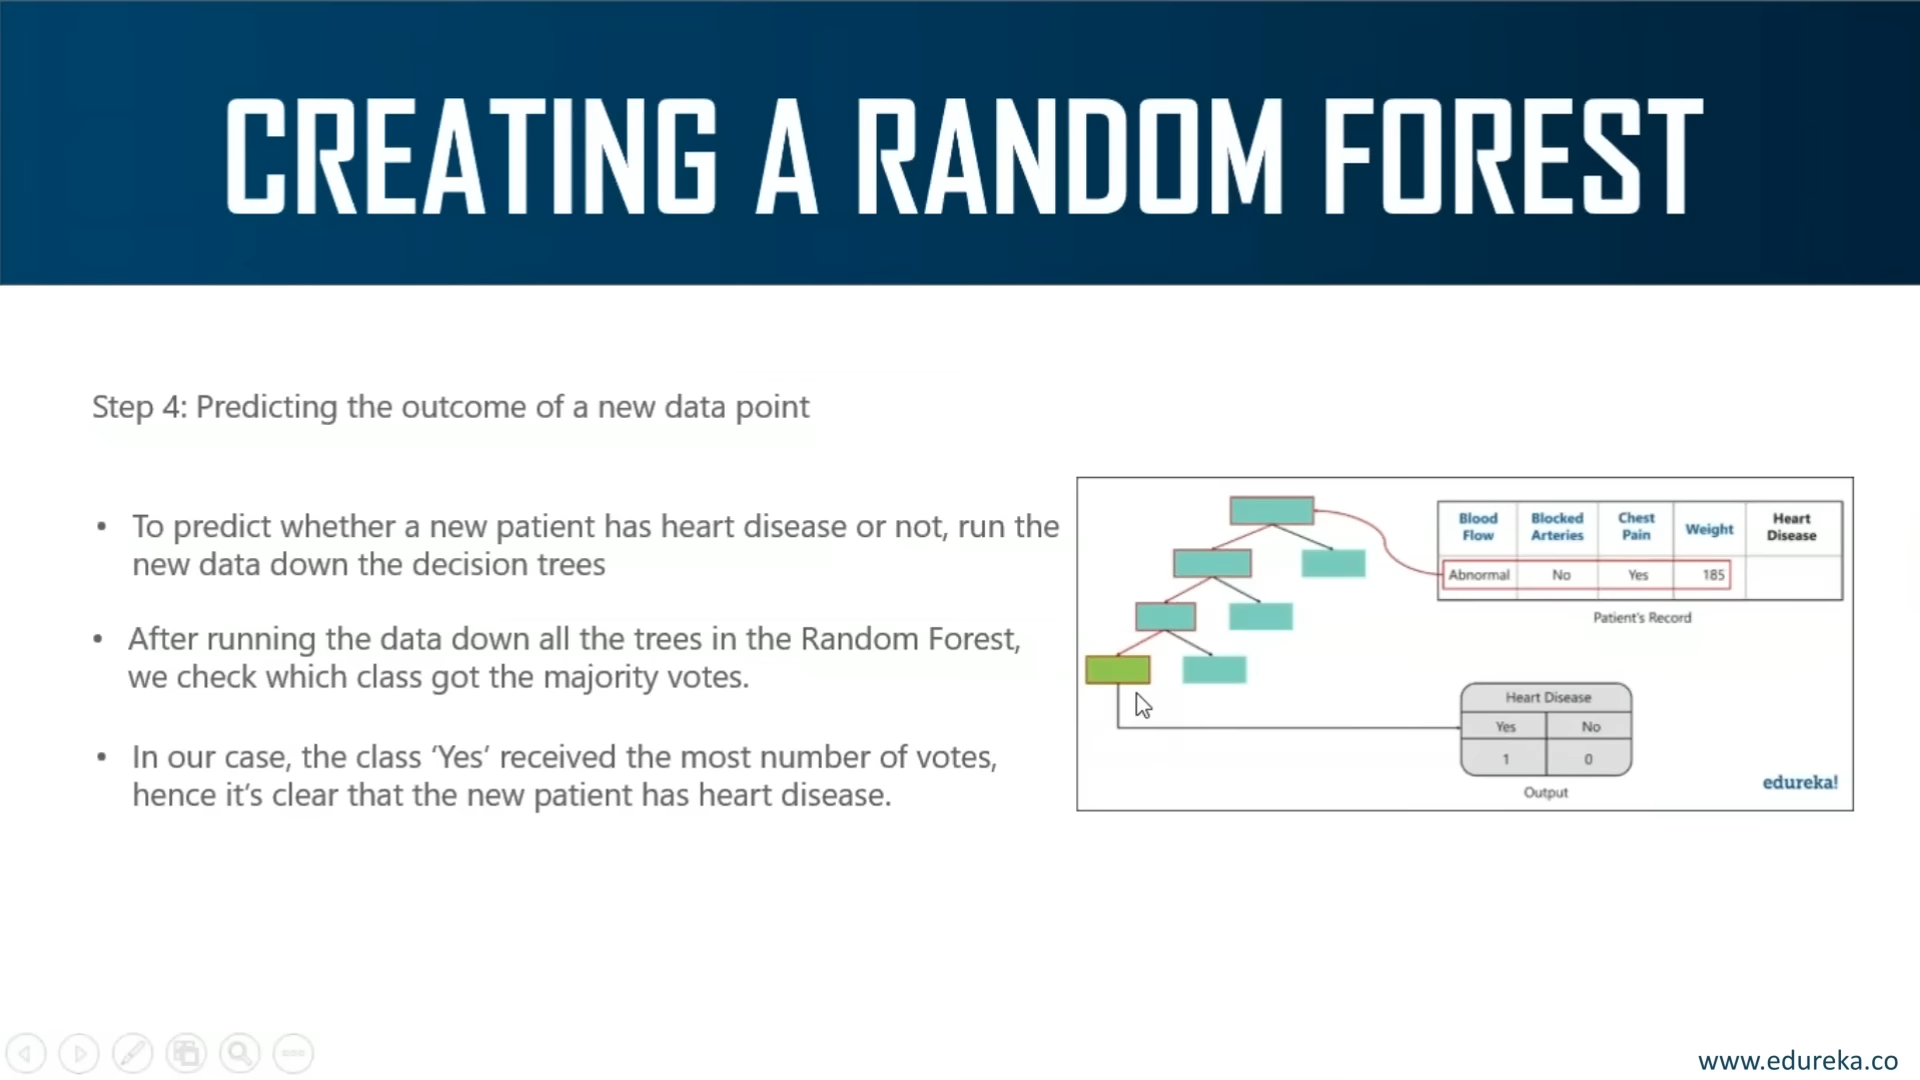 CREATING A RANDOM FOREST
Step 4: Predicting the outcome of a new data point
• To predict whether a new patient has heart disease or not, run the
new data down the decision trees
• After running the data down all the trees in the Random Forest,
we check which class got the majority votes.
• In our case, the class ‘Yes’ received the most number of votes,
hence it’s clear that the new patient has heart disease.
Blood Flow Blocked Arteries Chest Pain Weight Heart Disease
Abnormal No Yes 185
Patient's Record
Heart Disease
Yes No
1 0
Output
edureka!
www.edureka.co